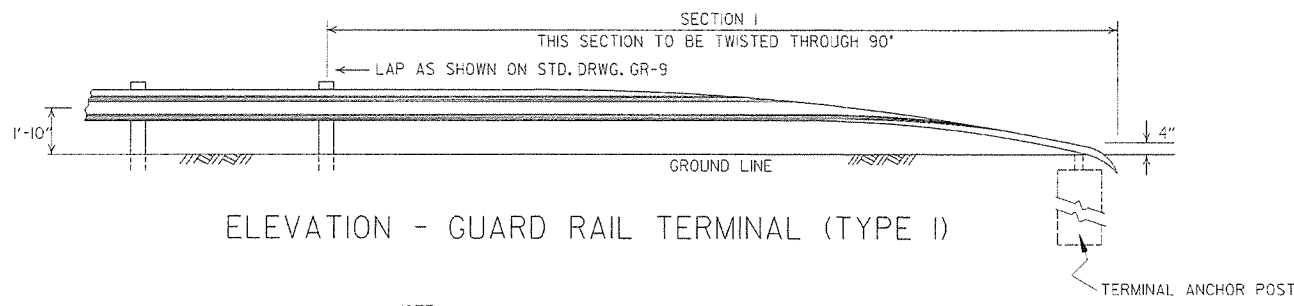 SECTION I
THIS SECTION TO BE TWISTED THROUGH 90°
LAP AS SHOWN ON STD. DRWG. GR-9
1'-10"
4"
GROUND LINE
ELEVATION - GUARD RAIL TERMINAL (TYPE I)
TERMINAL ANCHOR POST